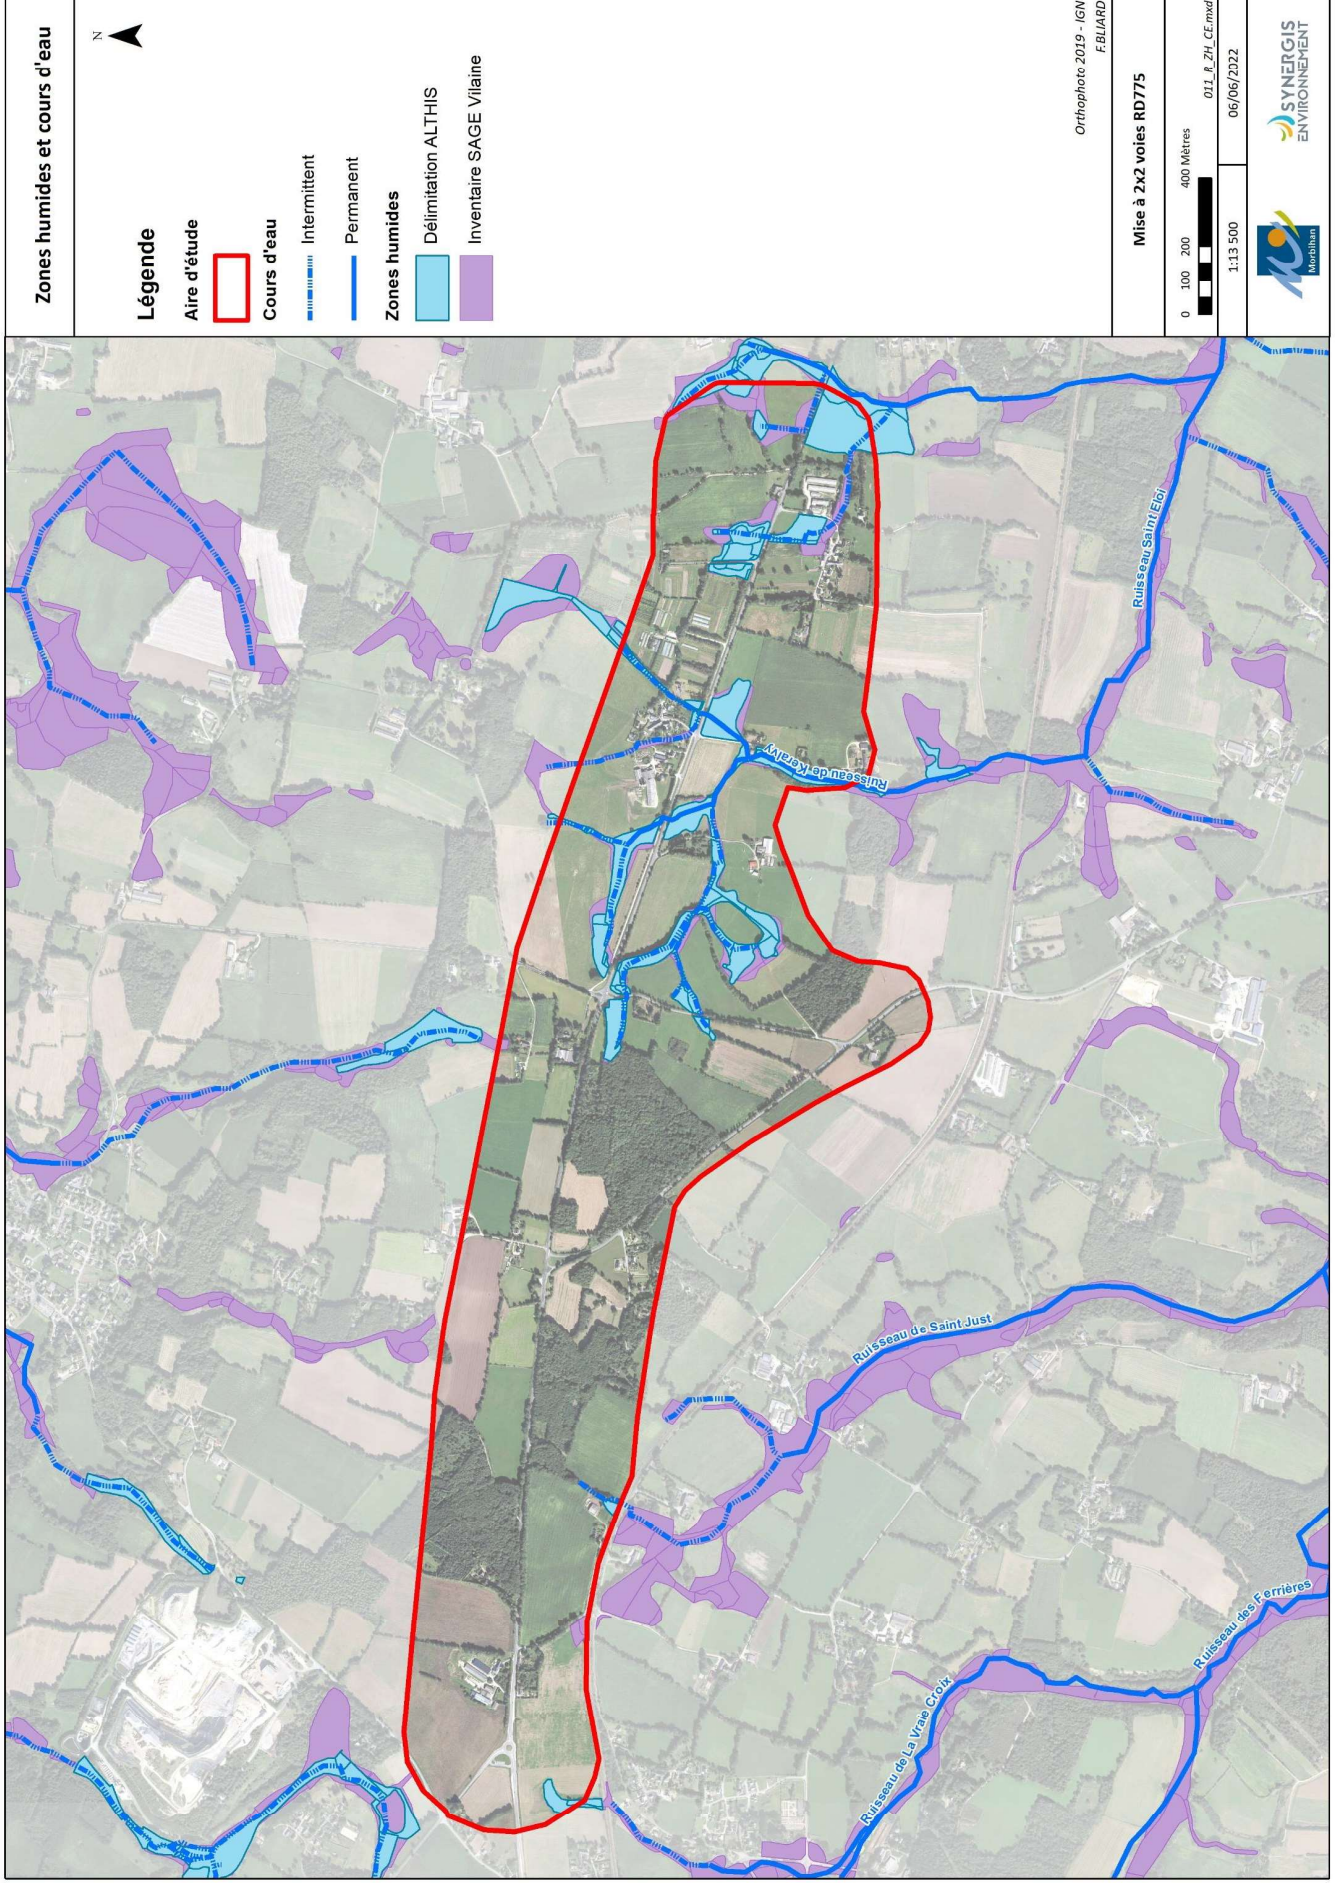 Zones humides et cours d'eau
N
Légende
Aire d'étude
Cours d'eau
Intermittent
Permanent
Zones humides
Délimitation ALTHIS
Inventaire SAGE Vilaine
Orthophoto 2019 - IGN
F.BLIARD
Mise à 2x2 voies RD775
0 100 200 400 Mètres
011_R_ZH_CE.mxd
1:13 500
06/06/2022
Morbihan
SYNERGIS
ENVIRONNEMENT
Ruisseau de Keralvy
Ruisseau Saint Eloi
Ruisseau de Saint Just
Ruisseau de La Vraie Croix
Ruisseau des Ferrières